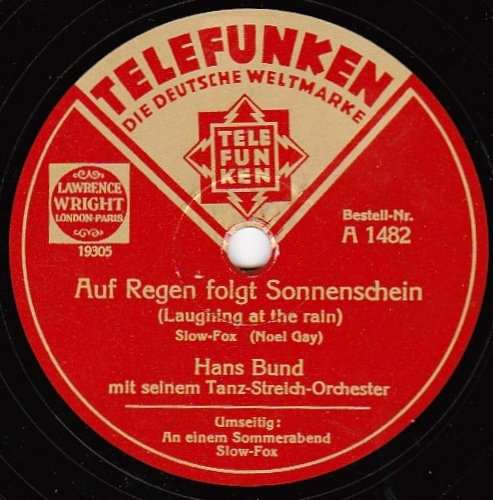 TELEFUNKEN
DIE DEUTSCHE WELTMARKE
TELE
FUN
KEN
LAWRENCE
WRIGHT
LONDON-PARIS
19305
Bestell-Nr.
A 1482
Auf Regen folgt Sonnenschein
(Laughing at the rain)
Slow-Fox (Noel Gay)
Hans Bund
mit seinem Tanz-Streich-Orchester
Umseitig:
An einem Sommerabend
Slow-Fox